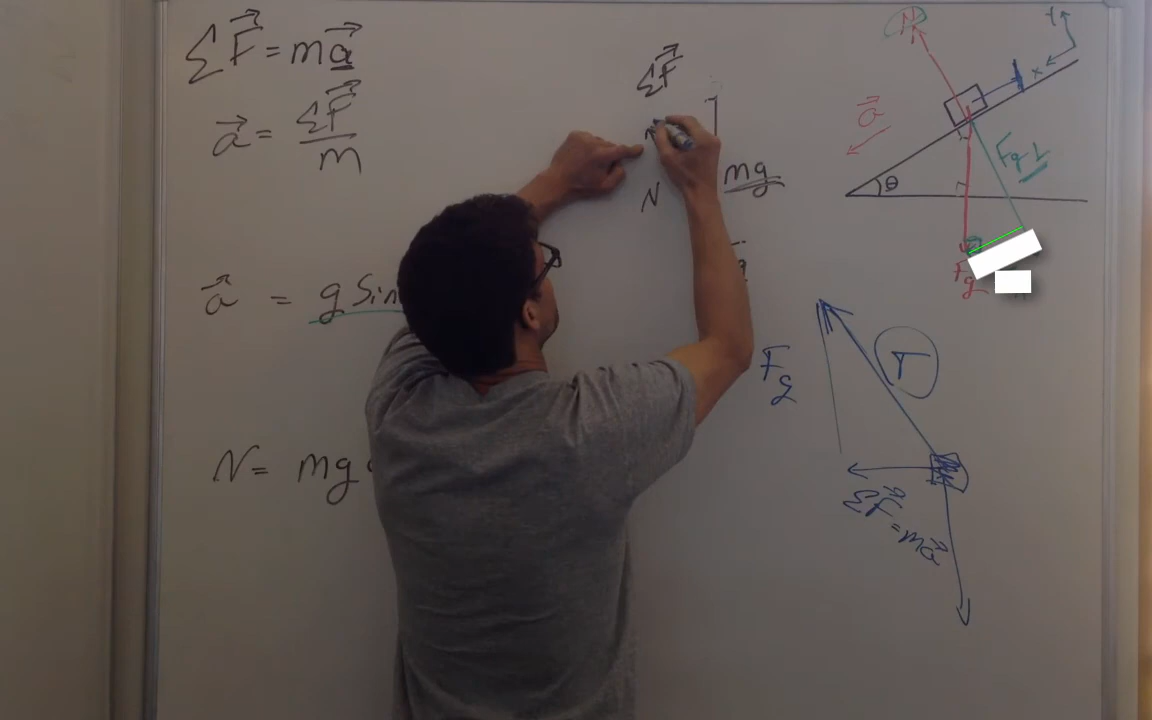 ΣF⃗ = ma⃗
a⃗ = ΣF⃗/m
a⃗ = g Sin
N = mg
ΣF⃗
N
mg
N
a⃗
θ
Y
x
Fg⊥
Fg
Fg
T
ΣF⃗ = ma⃗